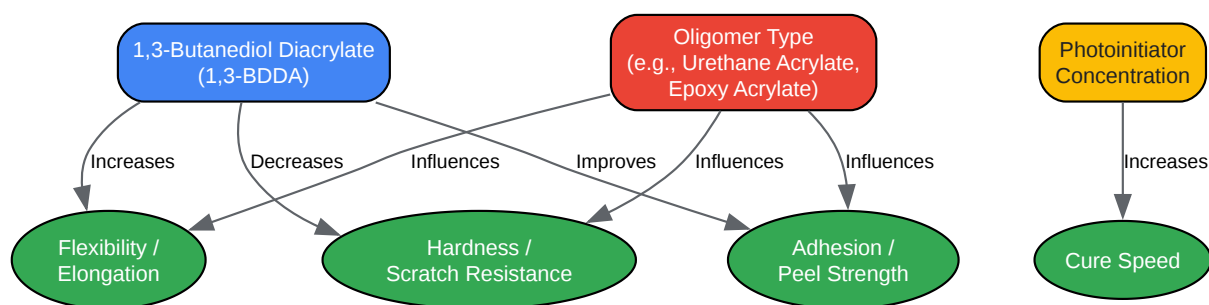 1,3-Butanediol Diacrylate
(1,3-BDDA)
Oligomer Type
(e.g., Urethane Acrylate,
Epoxy Acrylate)
Photoinitiator
Concentration
Increases
Decreases
Influences
Improves
Influences
Influences
Increases
Flexibility /
Elongation
Hardness /
Scratch Resistance
Adhesion /
Peel Strength
Cure Speed